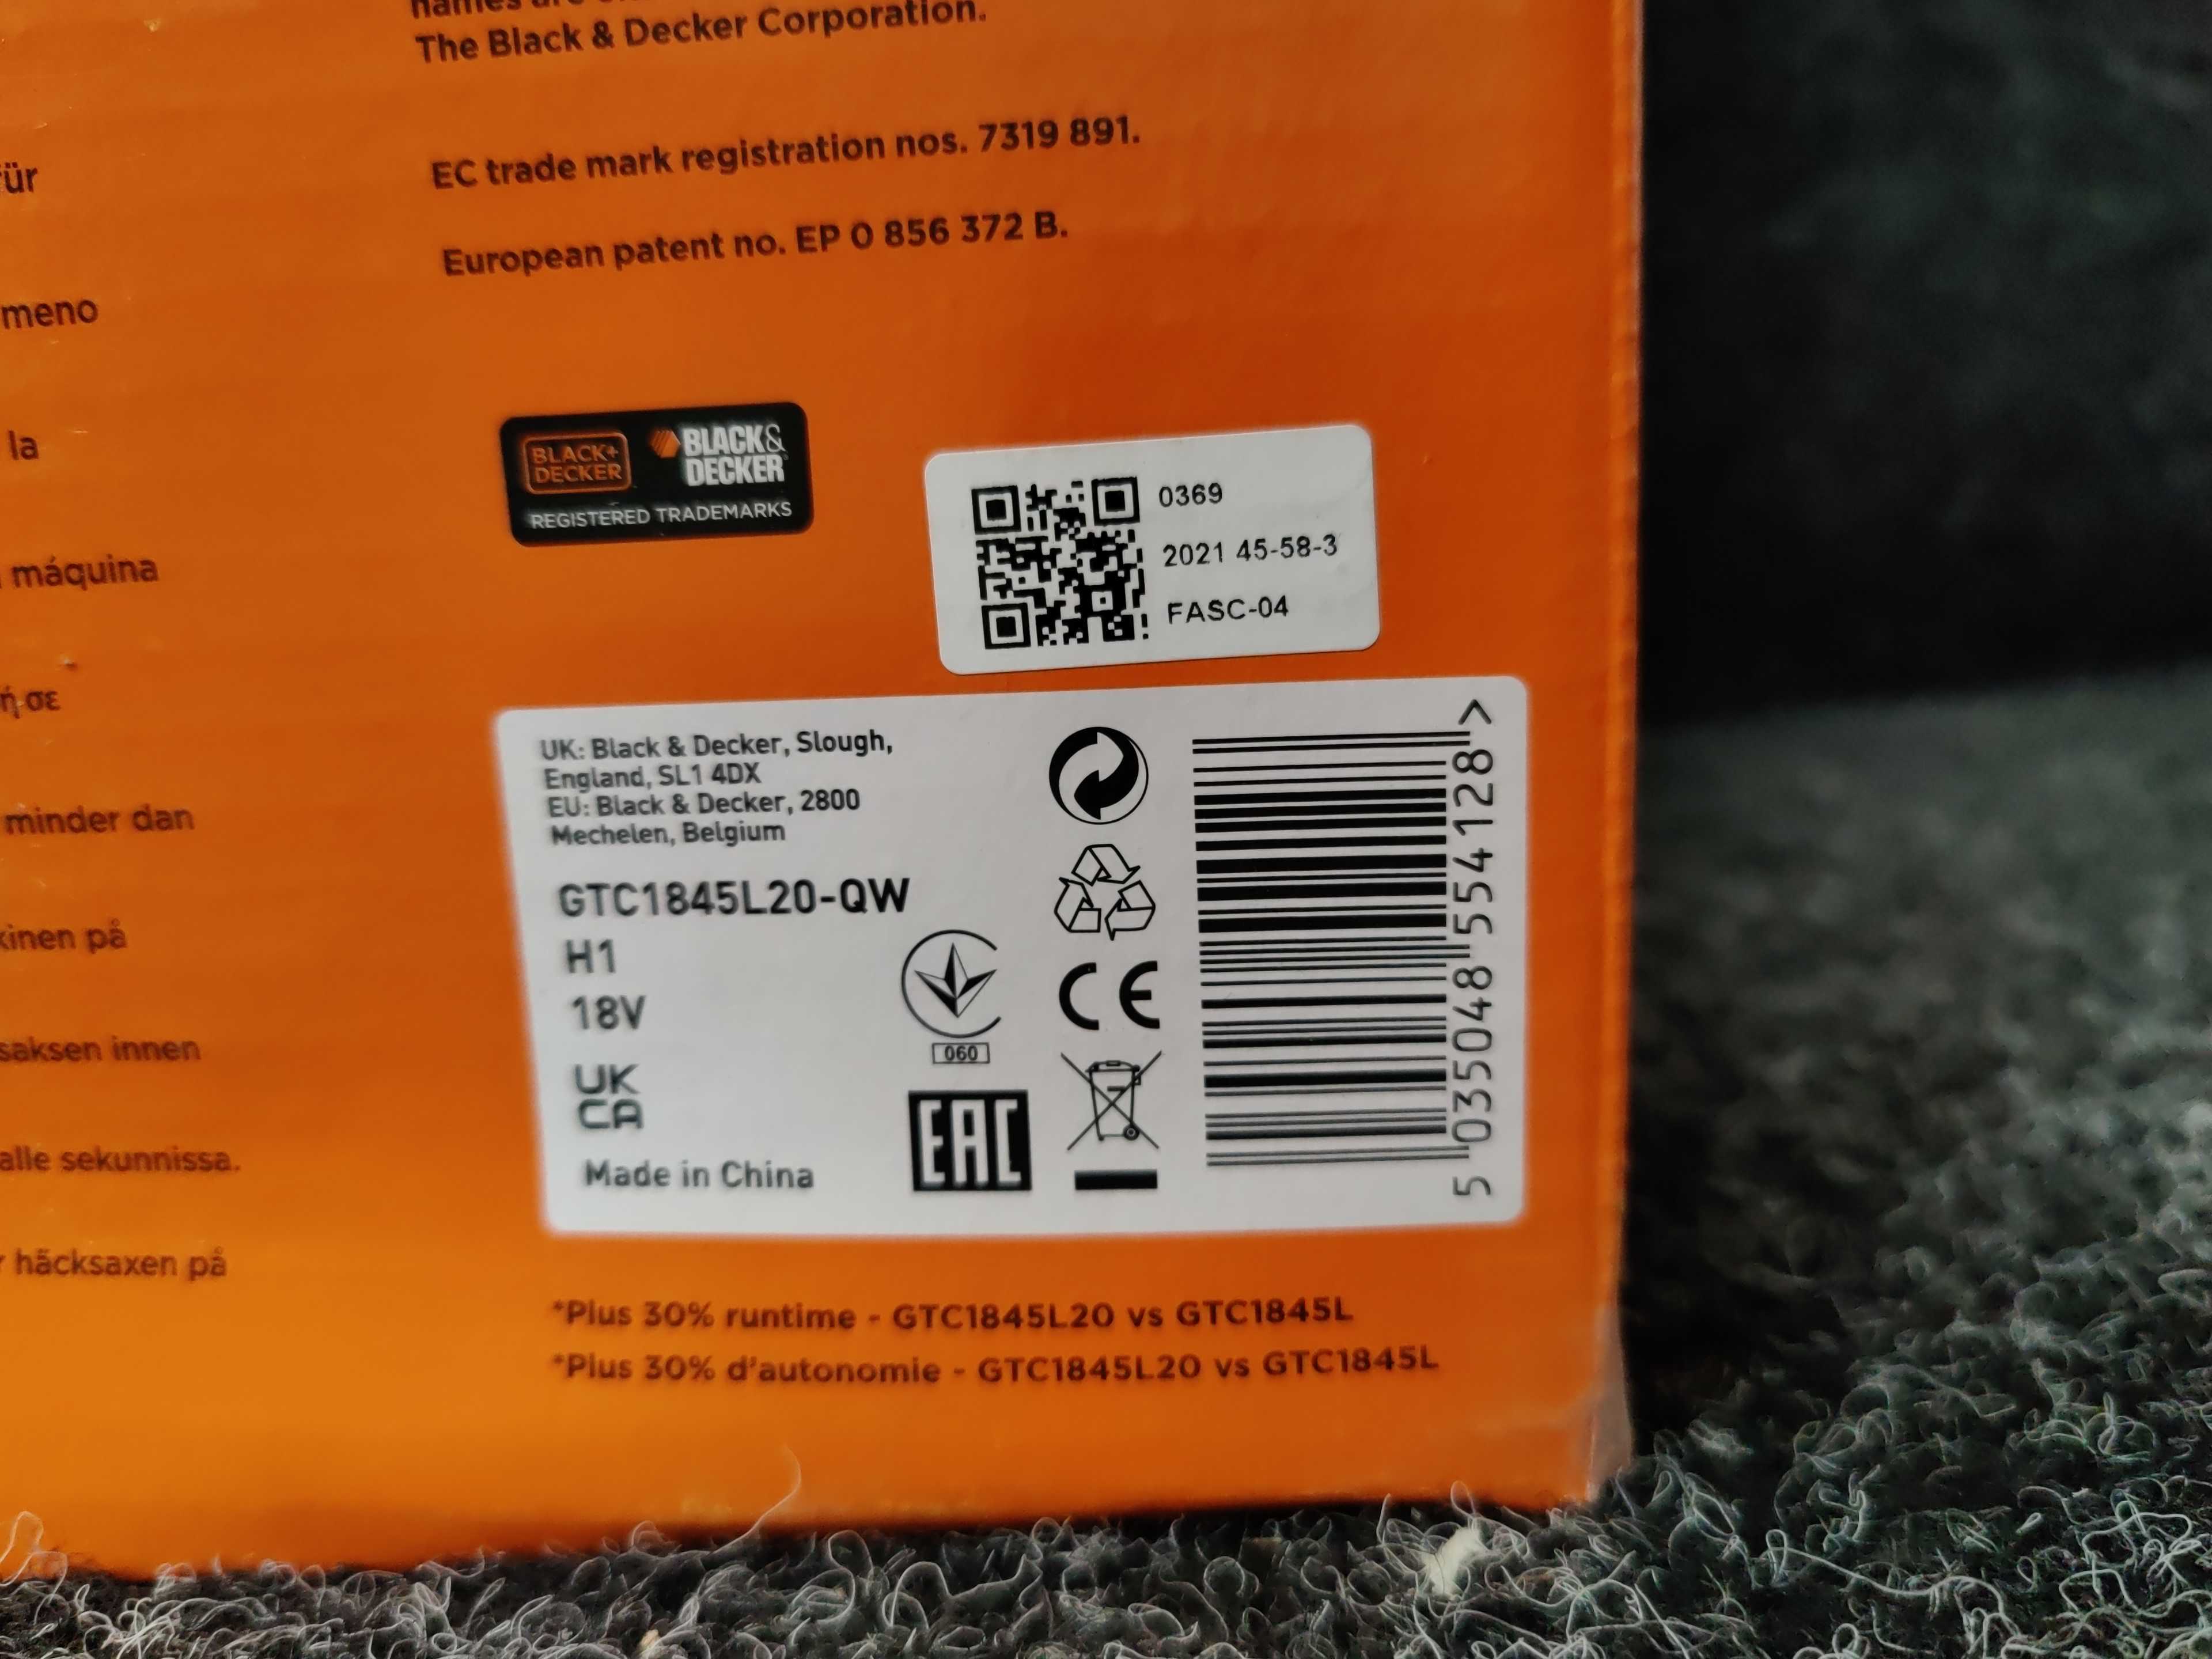 The Black & Decker Corporation.
EC trade mark registration nos. 7319 891.
European patent no. EP 0 856 372 B.
für
meno
la
máquina
ή σε
minder dan
på
innen
alle sekunnissa.
häcksaxen på
BLACK+
DECKER
BLACK&
DECKER
REGISTERED TRADEMARKS
0369
2021 45-58-3
FASC-04
UK: Black & Decker, Slough,
England, SL1 4DX
EU: Black & Decker, 2800
Mechelen, Belgium
GTC1845L20-QW
H1
18V
UK
CA
Made in China
060
EAC
CE
5 035048 554128 >
*Plus 30% runtime - GTC1845L20 vs GTC1845L
*Plus 30% d'autonomie - GTC1845L20 vs GTC1845L